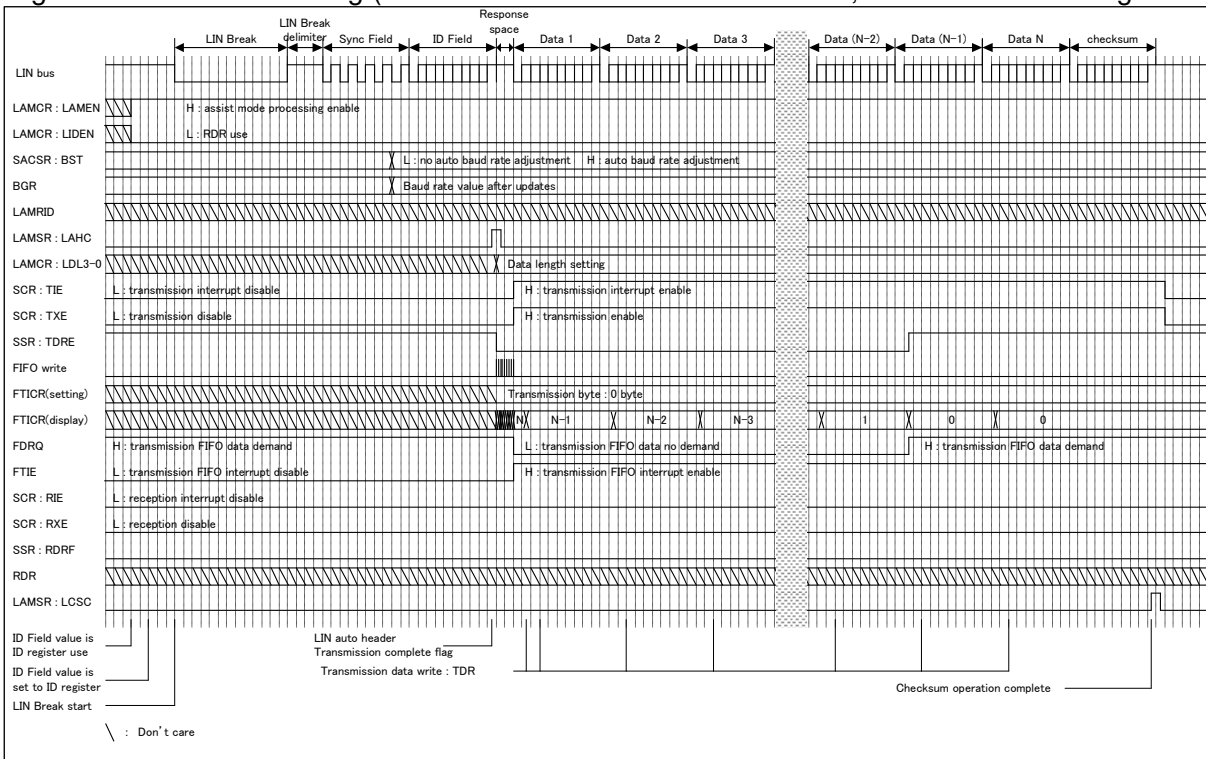 Response
space
LIN Break
delimiter
LIN Break
Sync Field
ID Field
Data 1
Data 2
Data 3
Data (N-2)
Data (N-1)
Data N
checksum
LIN bus
LAMCR : LAMEN
H : assist mode processing enable
LAMCR : LIDEN
L : RDR use
SACSR : BST
L : no auto baud rate adjustment H : auto baud rate adjustment
BGR
Baud rate value after updates
LAMRID
LAMSR : LAHC
LAMCR : LDL3-0
Data length setting
SCR : TIE
L : transmission interrupt disable
H : transmission interrupt enable
SCR : TXE
L : transmission disable
H : transmission enable
SSR : TDRE
FIFO write
FTICR(setting)
Transmission byte : 0 byte
FTICR(display)
N
N-1
N-2
N-3
1
0
0
FDRQ
H : transmission FIFO data demand
L : transmission FIFO data no demand
H : transmission FIFO data demand
FTIE
L : transmission FIFO interrupt disable
H : transmission FIFO interrupt enable
SCR : RIE
L : reception interrupt disable
SCR : RXE
L : reception disable
SSR : RDRF
RDR
LAMSR : LCSC
ID Field value is
ID register use
LIN auto header
Transmission complete flag
ID Field value is
set to ID register
Transmission data write : TDR
Checksum operation complete
LIN Break start
: Don't care